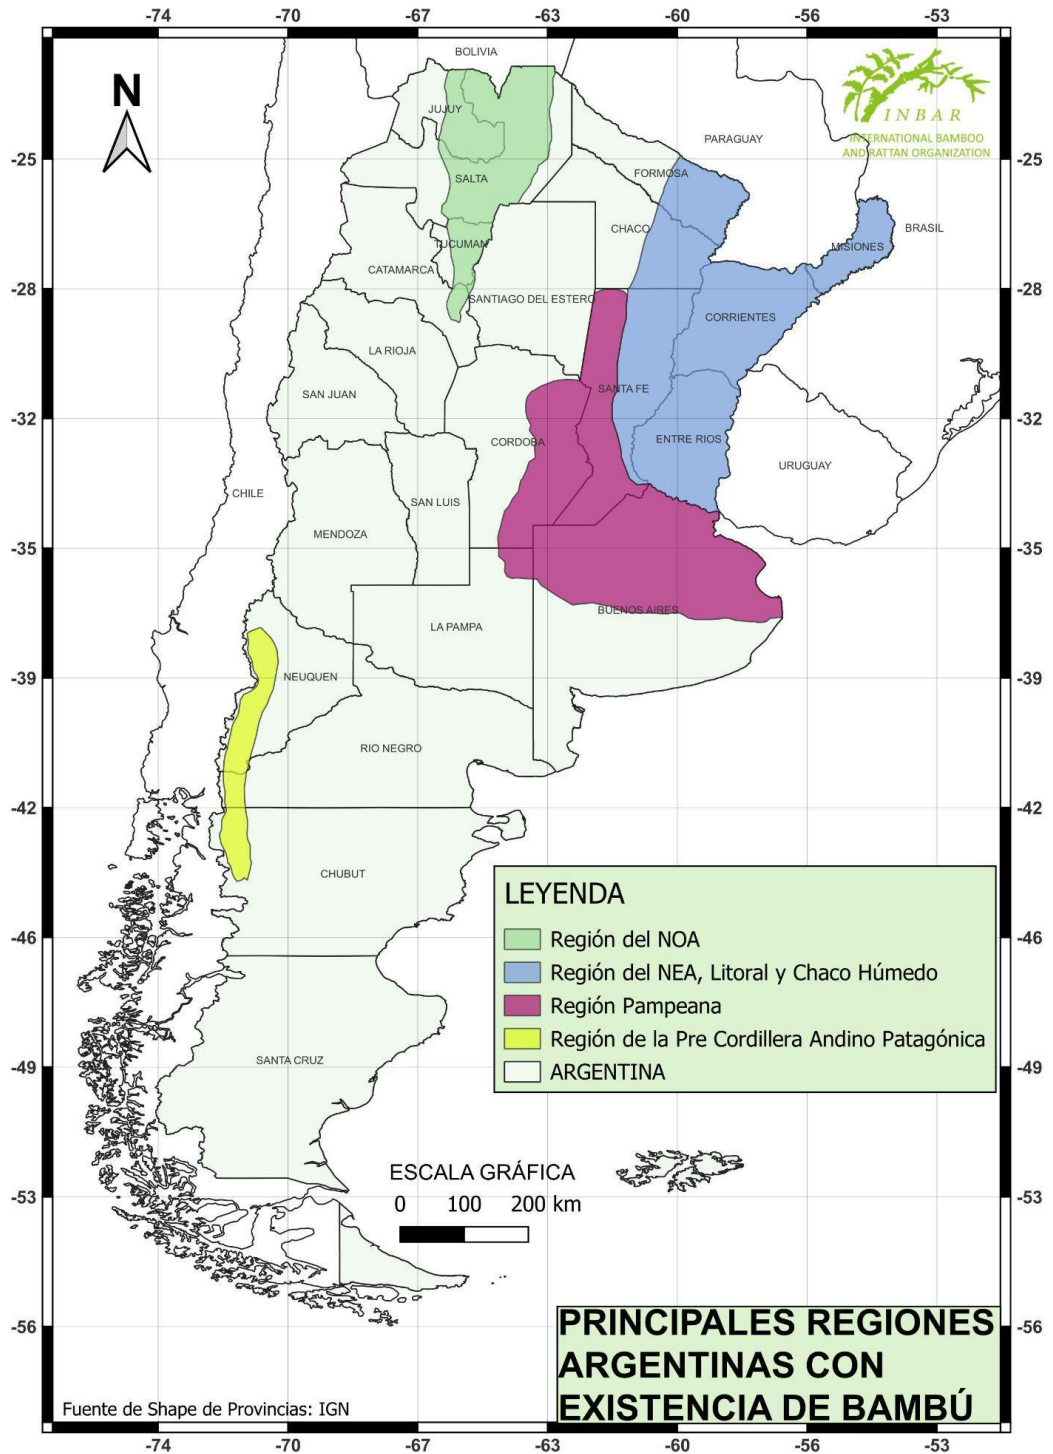 -74 -70 -67 -63 -60 -56 -53
BOLIVIA
N
JUJUY
INBAR
INTERNATIONAL BAMBOO
AND RATTAN ORGANIZATION
PARAGUAY
-25 -25
SALTA
FORMOSA
CHACO
BRASIL
TUCUMAN
MISIONES
CATAMARCA
-28 -28
SANTIAGO DEL ESTERO
CORRIENTES
LA RIOJA
SAN JUAN
SANTA FE
-32 -32
CORDOBA
ENTRE RIOS
URUGUAY
CHILE
SAN LUIS
MENDOZA
-35 -35
BUENOS AIRES
LA PAMPA
-39 -39
NEUQUEN
RIO NEGRO
-42 -42
CHUBUT
LEYENDA
Región del NOA
-46 -46
Región del NEA, Litoral y Chaco Húmedo
Región Pampeana
Región de la Pre Cordillera Andino Patagónica
SANTA CRUZ
-49 -49
ARGENTINA
ESCALA GRÁFICA
-53 -53
0 100 200 km
-56 -56
PRINCIPALES REGIONES
ARGENTINAS CON
EXISTENCIA DE BAMBÚ
Fuente de Shape de Provincias: IGN
-74 -70 -67 -63 -60 -56 -53